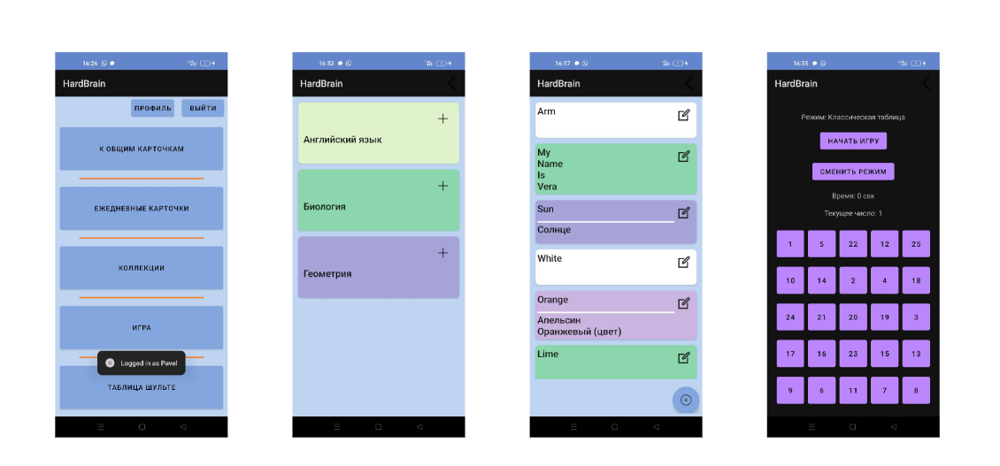 16:26
HardBrain
ПРОФИЛЬ ВЫЙТИ
К ОБЩИМ КАРТОЧКАМ
ЕЖЕДНЕВНЫЕ КАРТОЧКИ
КОЛЛЕКЦИИ
ИГРА
Logged in as Pavel
ТАБЛИЦА ШУЛЬТЕ
16:32
HardBrain
Английский язык
Биология
Геометрия
16:37
HardBrain
Arm
My
Name
Is
Vera
Sun
Солнце
White
Orange
Апельсин
Оранжевый (цвет)
Lime
16:33
HardBrain
Режим: Классическая таблица
НАЧАТЬ ИГРУ
СМЕНИТЬ РЕЖИМ
Время: 0 сек
Текущее число: 1
1 5 22 12 25
10 14 2 4 18
24 21 20 19 3
17 16 23 15 13
9 6 11 7 8